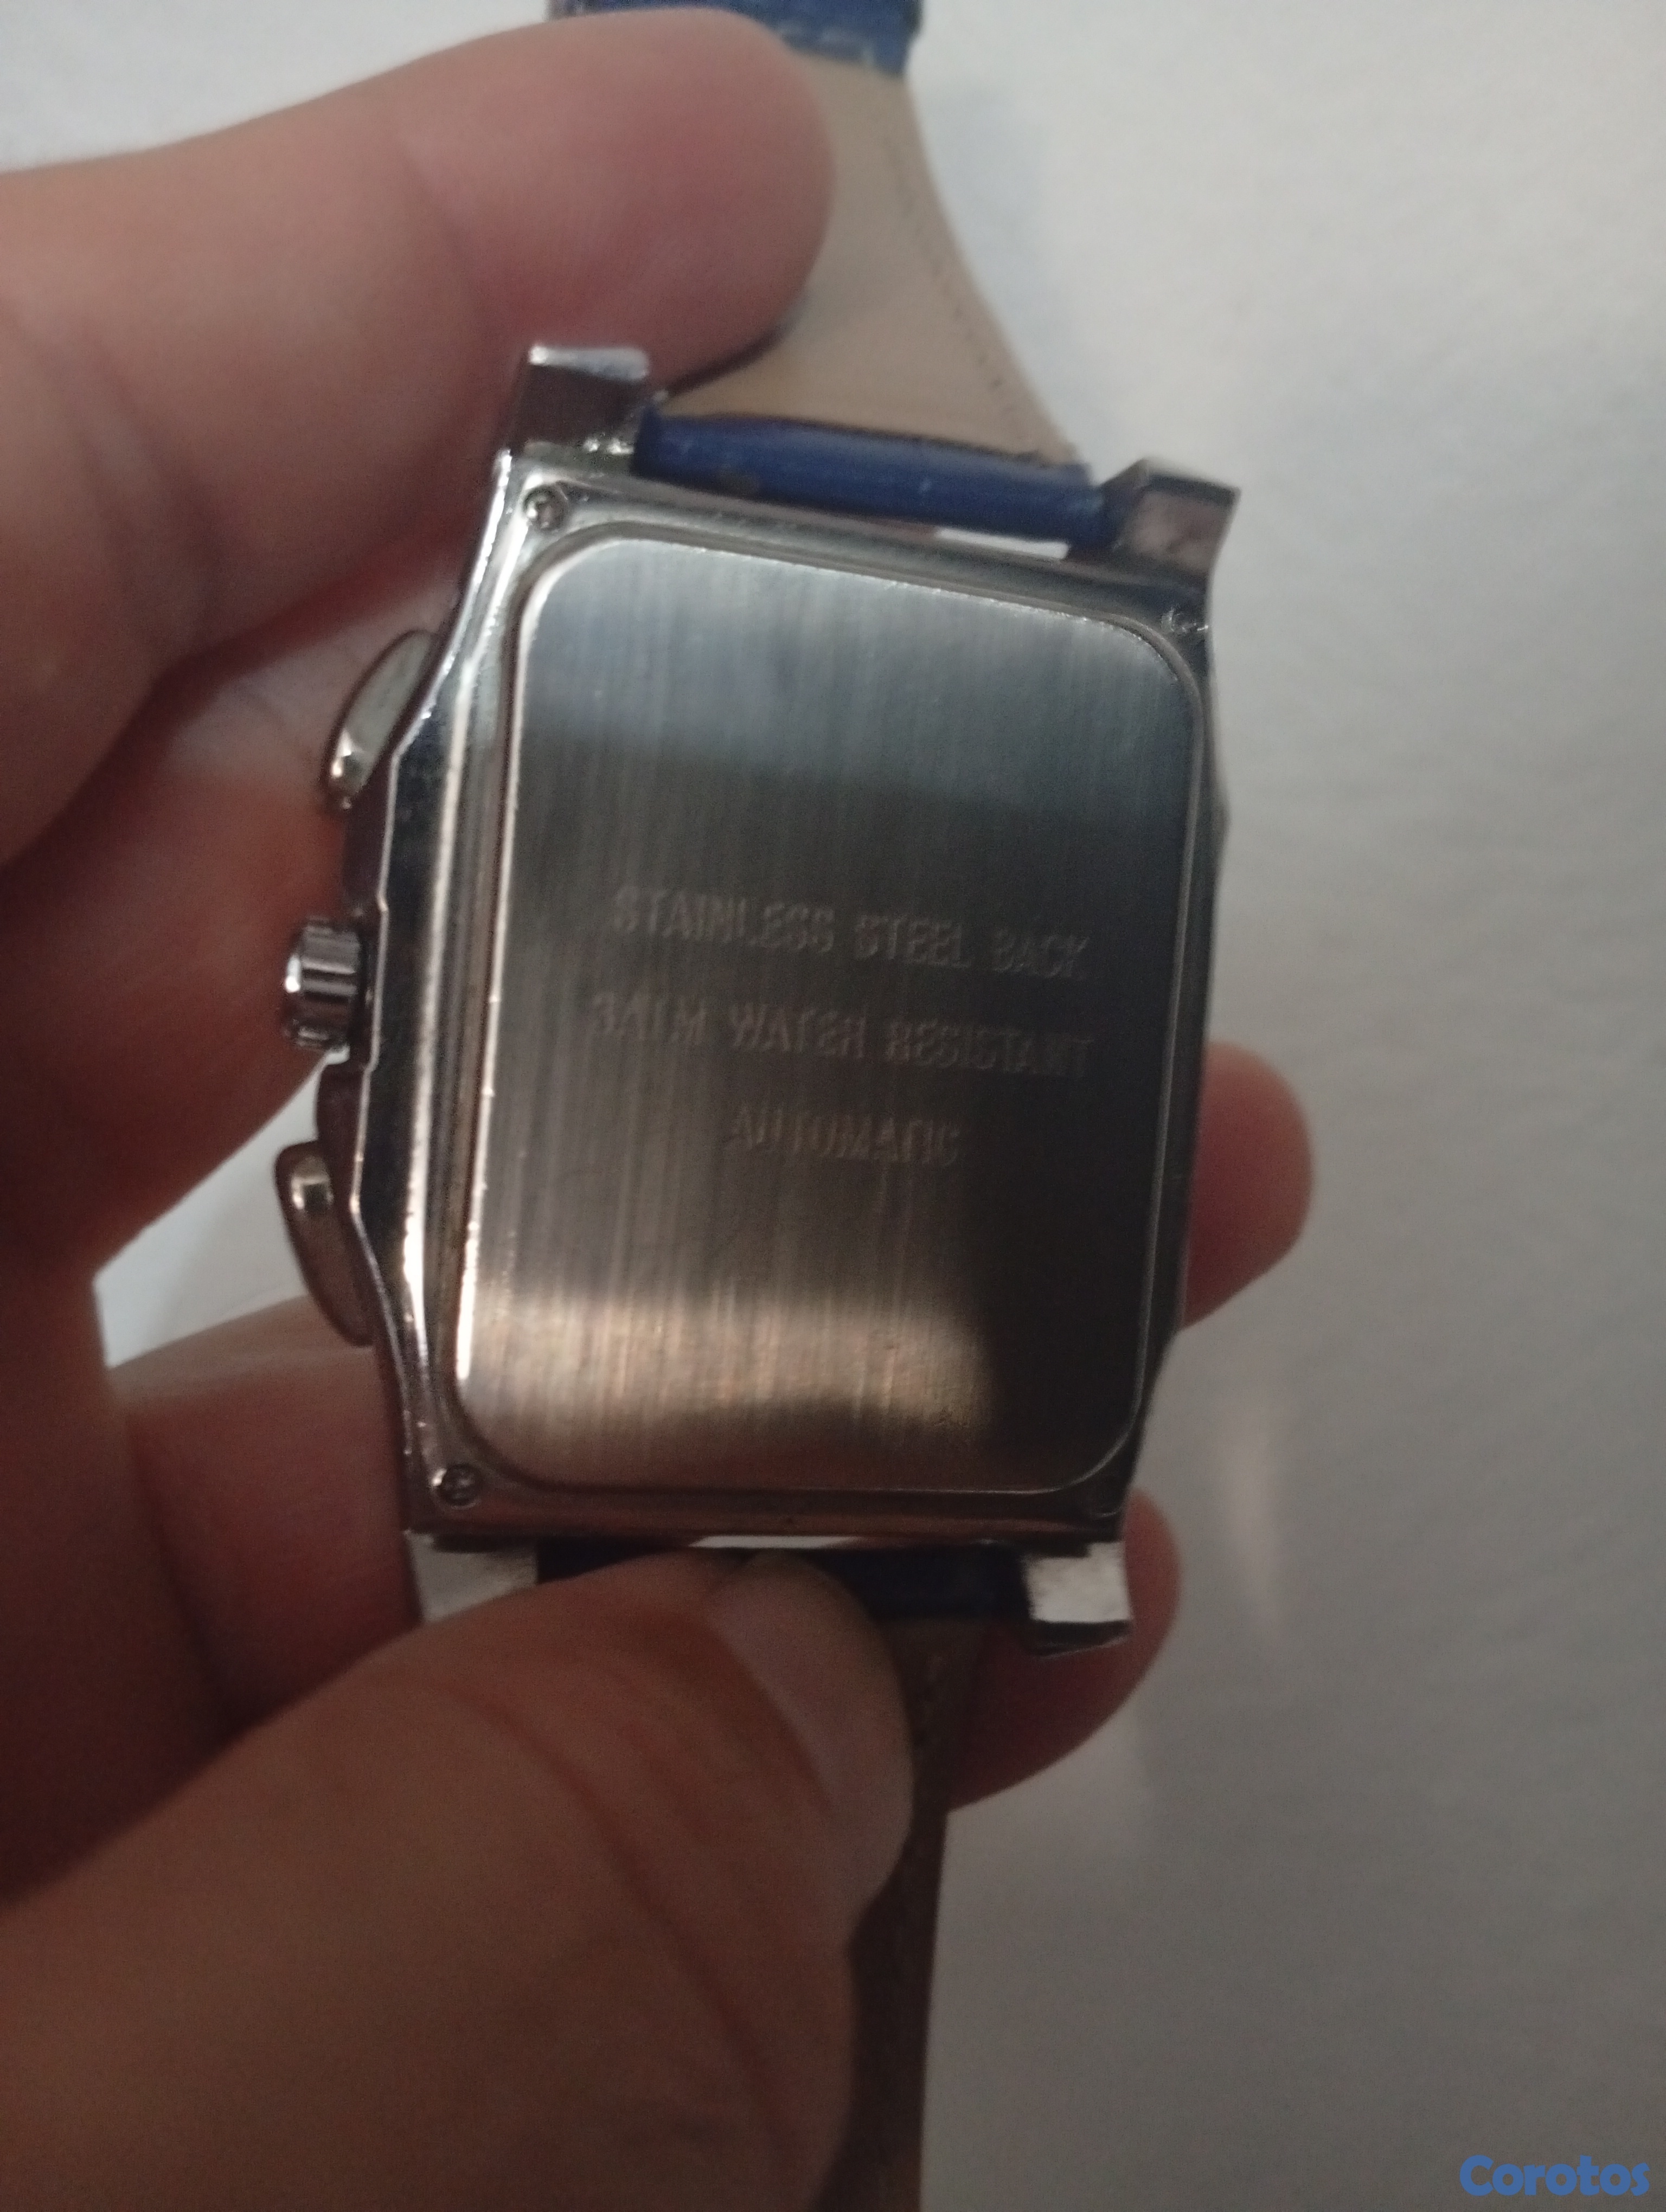 STAINLESS STEEL BACK
3ATM WATER RESISTANT
AUTOMATIC
Corotos